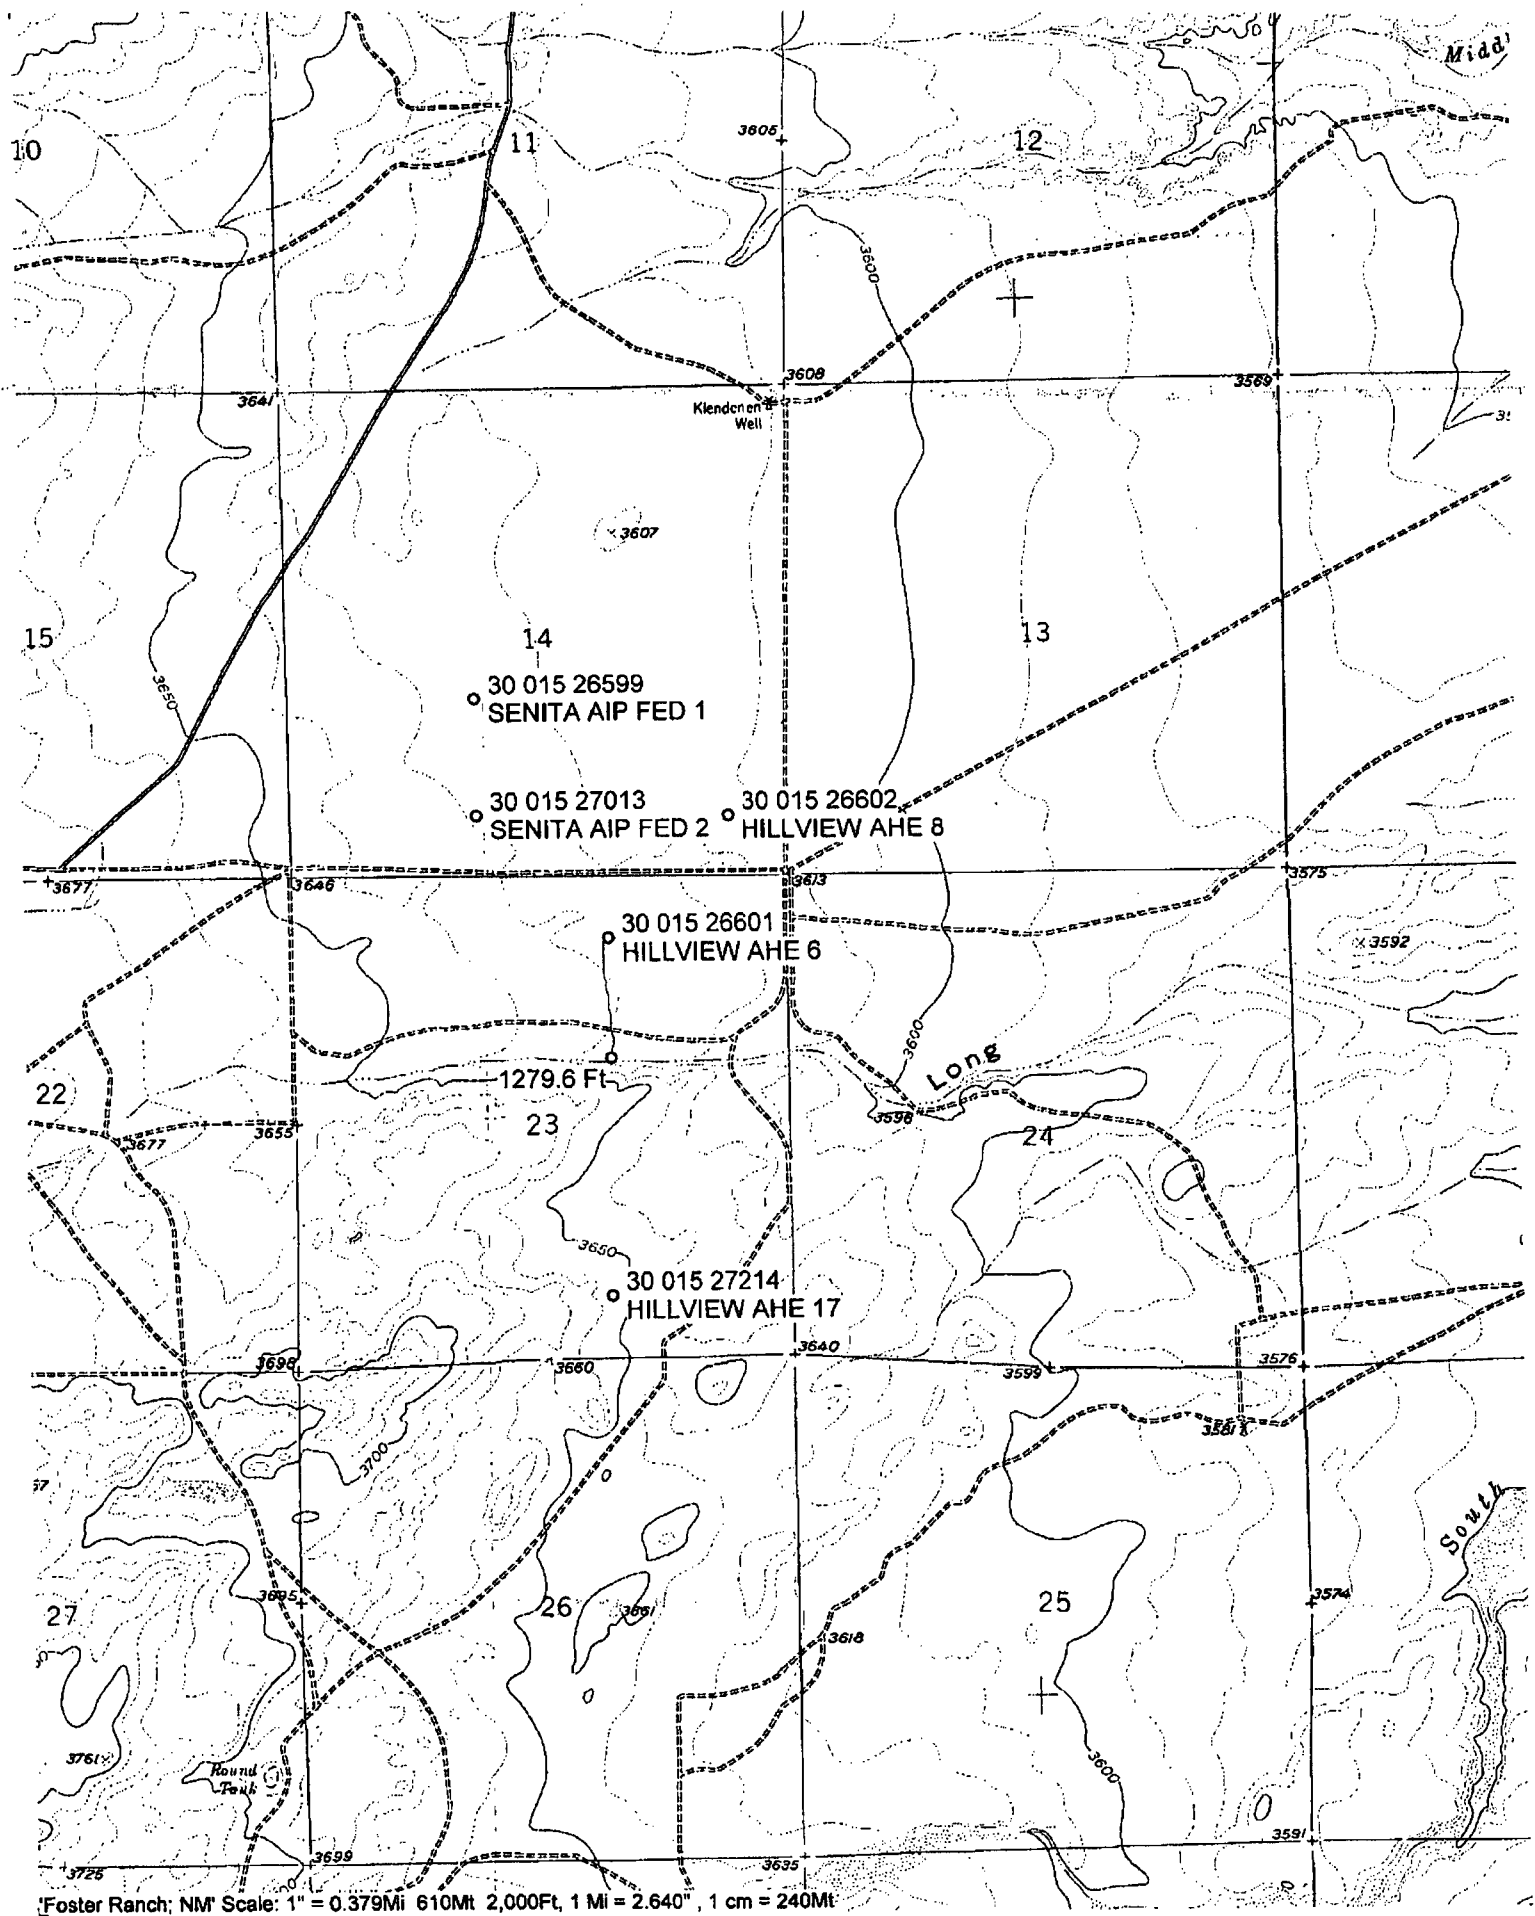 Midd
10
11
3605
12
3600
3608
3641
3569
Klendenen
Well
3607
15
14
13
30 015 26599
SENITA AIP FED 1
3650
30 015 27013
SENITA AIP FED 2
30 015 26602
HILLVIEW AHE 8
3677
3646
3613
3575
30 015 26601
HILLVIEW AHE 6
3592
3600
Long
1279.6 Ft
22
23
3596
24
3655
3677
3650
30 015 27214
HILLVIEW AHE 17
3698
3660
3640
3599
3576
3581
3700
57
South
3695
27
26
3661
25
3574
3618
3761
Round
Tank
3600
3591
3725
3699
3635
'Foster Ranch; NM' Scale: 1" = 0.379Mi 610Mt 2,000Ft, 1 Mi = 2.640" , 1 cm = 240Mt